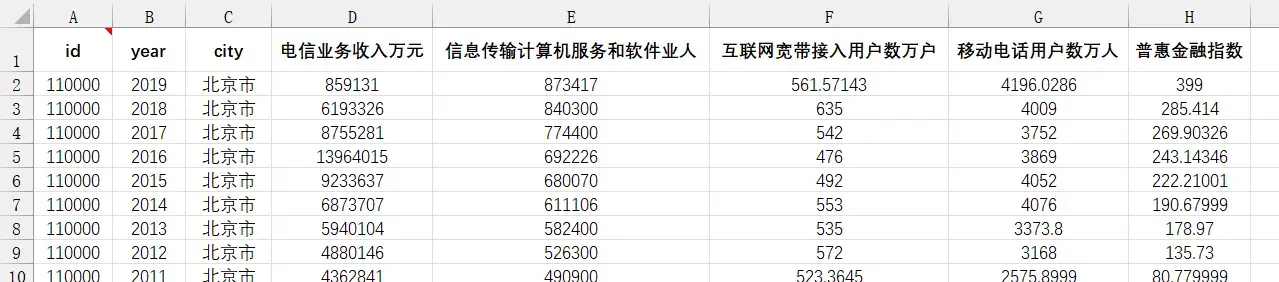 A B C D E F G H
1 id year city 电信业务收入万元 信息传输计算机服务和软件业人 互联网宽带接入用户数万户 移动电话用户数万人 普惠金融指数
2 110000 2019 北京市 859131 873417 561.57143 4196.0286 399
3 110000 2018 北京市 6193326 840300 635 4009 285.414
4 110000 2017 北京市 8755281 774400 542 3752 269.90326
5 110000 2016 北京市 13964015 692226 476 3869 243.14346
6 110000 2015 北京市 9233637 680070 492 4052 222.21001
7 110000 2014 北京市 6873707 611106 553 4076 190.67999
8 110000 2013 北京市 5940104 582400 535 3373.8 178.97
9 110000 2012 北京市 4880146 526300 572 3168 135.73
10 110000 2011 北京市 4362841 490900 523.3645 2575.8999 80.779999